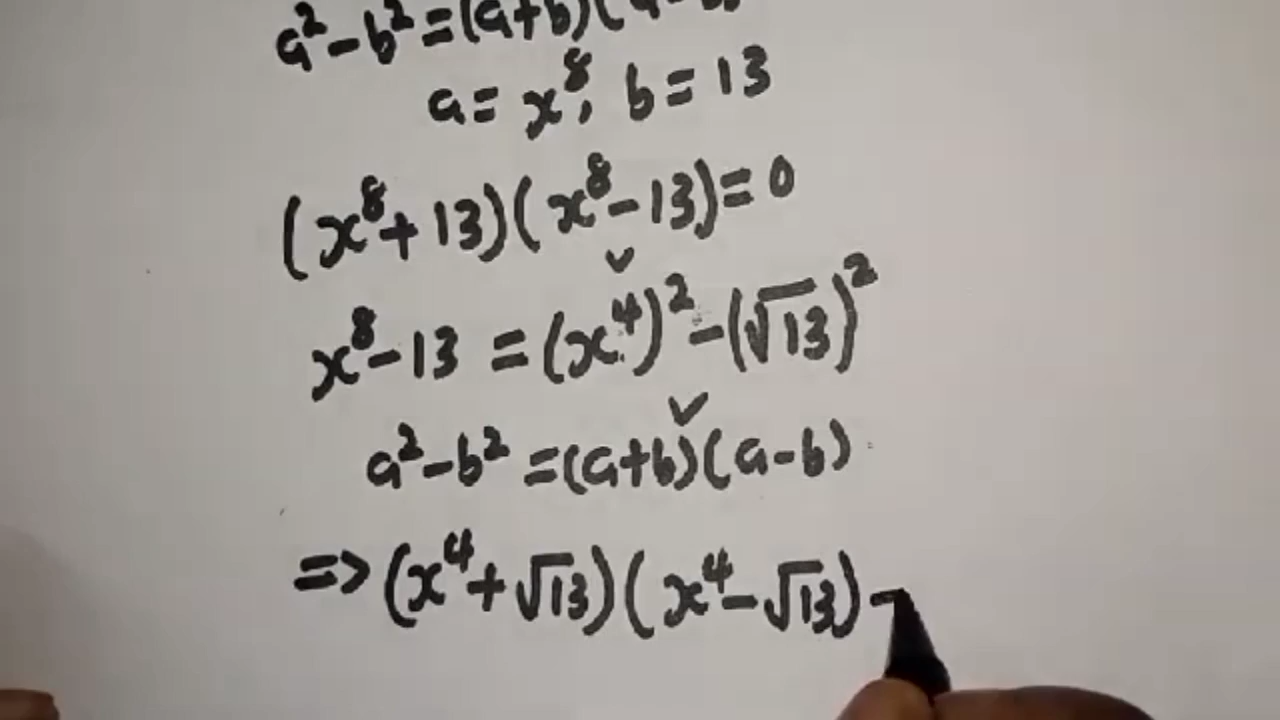 a²-b²=(a+b)(a-b)
a = x⁸, b = 13
(x⁸+13)(x⁸-13)=0
x⁸-13 = (x⁴)²-(√13)²
a²-b² =(a+b)(a-b)
=> (x⁴+√13)(x⁴-√13) -